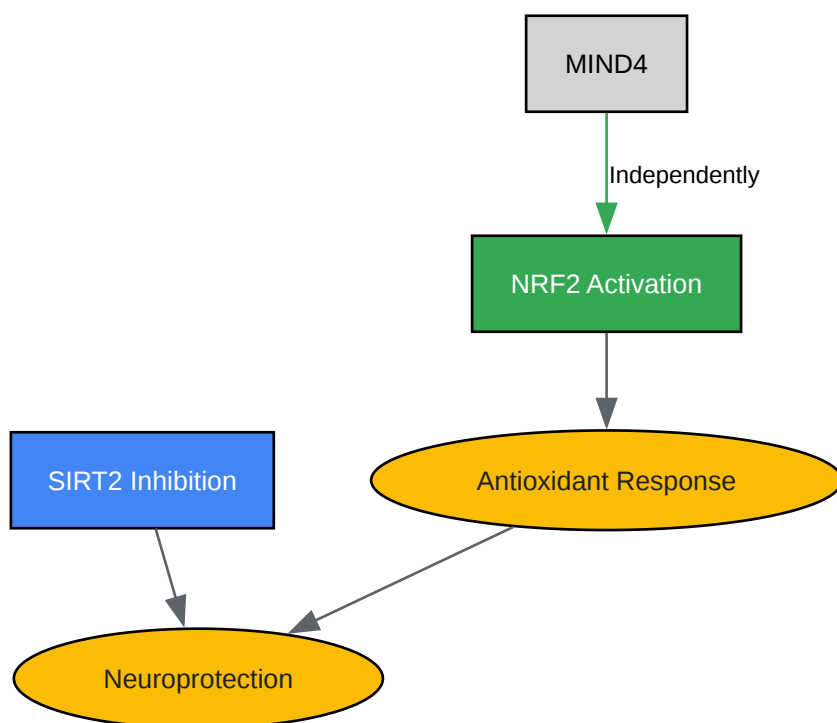 MIND4
Independently
NRF2 Activation
SIRT2 Inhibition
Antioxidant Response
Neuroprotection